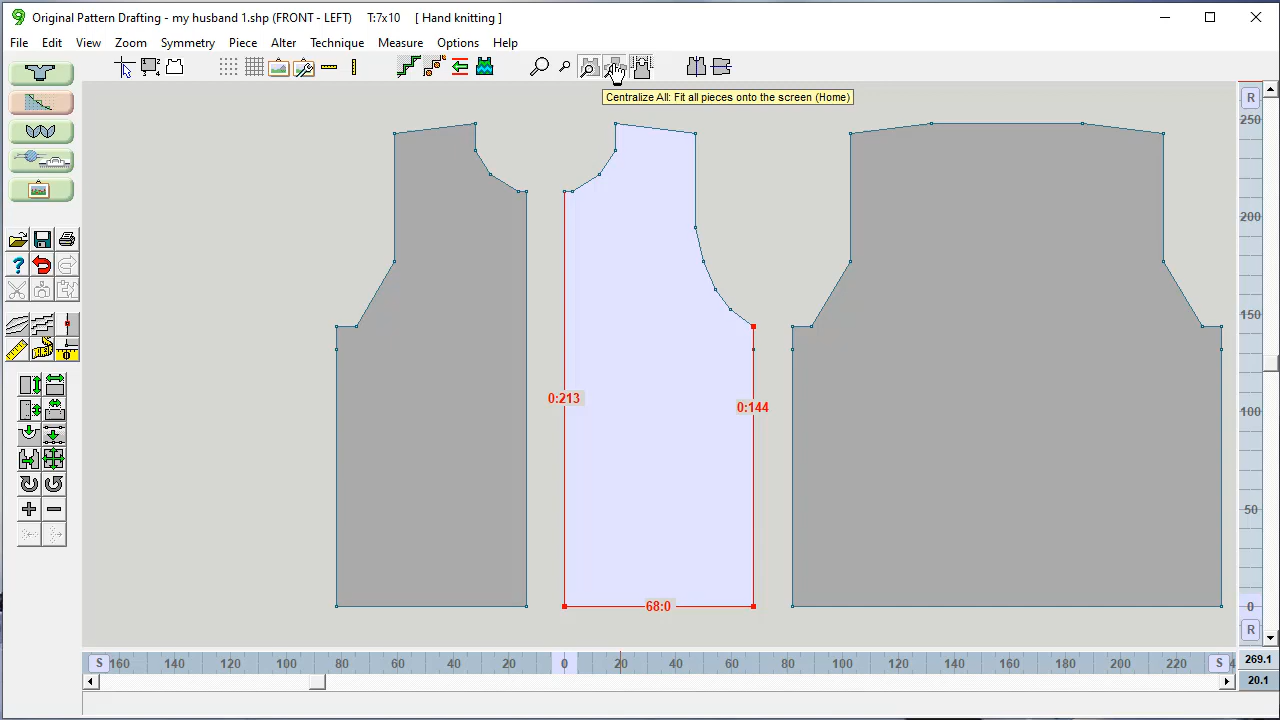 Original Pattern Drafting - my husband 1.shp (FRONT - LEFT) T:7x10 [ Hand knitting ]
File Edit View Zoom Symmetry Piece Alter Technique Measure Options Help
Centralize All: Fit all pieces onto the screen (Home)
R
250
200
150
0:213
0:144
100
50
68:0
0
R
S 160 140 120 100 80 60 40 20 0 20 40 60 80 100 120 140 160 180 200 220 S 4
269.1
20.1